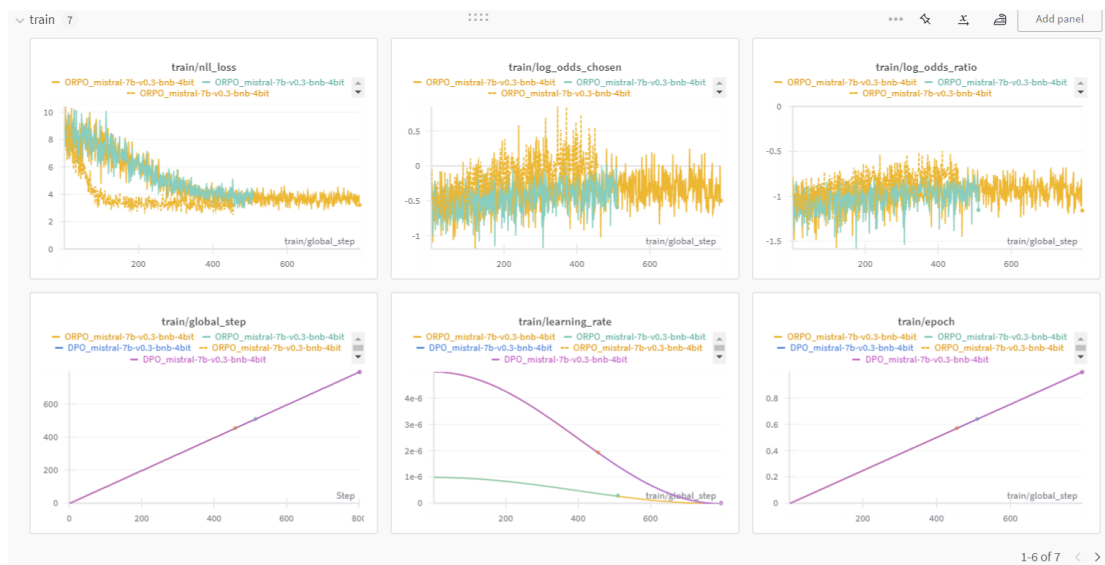 train 7
Add panel
train/nll_loss
ORPO_mistral-7b-v0.3-bnb-4bit ORPO_mistral-7b-v0.3-bnb-4bit
ORPO_mistral-7b-v0.3-bnb-4bit
10
8
6
4
2
0
train/global_step
200 400 600
train/log_odds_chosen
ORPO_mistral-7b-v0.3-bnb-4bit ORPO_mistral-7b-v0.3-bnb-4bit
ORPO_mistral-7b-v0.3-bnb-4bit
0.5
0
-0.5
-1
train/global_step
200 400 600
train/log_odds_ratio
ORPO_mistral-7b-v0.3-bnb-4bit ORPO_mistral-7b-v0.3-bnb-4bit
ORPO_mistral-7b-v0.3-bnb-4bit
0
-0.5
-1
-1.5
train/global_step
200 400 600
train/global_step
ORPO_mistral-7b-v0.3-bnb-4bit ORPO_mistral-7b-v0.3-bnb-4bit
DPO_mistral-7b-v0.3-bnb-4bit ORPO_mistral-7b-v0.3-bnb-4bit
DPO_mistral-7b-v0.3-bnb-4bit
600
400
200
0
Step
0 200 400 600 800
train/learning_rate
ORPO_mistral-7b-v0.3-bnb-4bit ORPO_mistral-7b-v0.3-bnb-4bit
DPO_mistral-7b-v0.3-bnb-4bit ORPO_mistral-7b-v0.3-bnb-4bit
DPO_mistral-7b-v0.3-bnb-4bit
4e-6
3e-6
2e-6
1e-6
0
train/global_step
200 400 600
train/epoch
ORPO_mistral-7b-v0.3-bnb-4bit ORPO_mistral-7b-v0.3-bnb-4bit
DPO_mistral-7b-v0.3-bnb-4bit ORPO_mistral-7b-v0.3-bnb-4bit
DPO_mistral-7b-v0.3-bnb-4bit
0.8
0.6
0.4
0.2
0
train/global_step
200 400 600
1-6 of 7